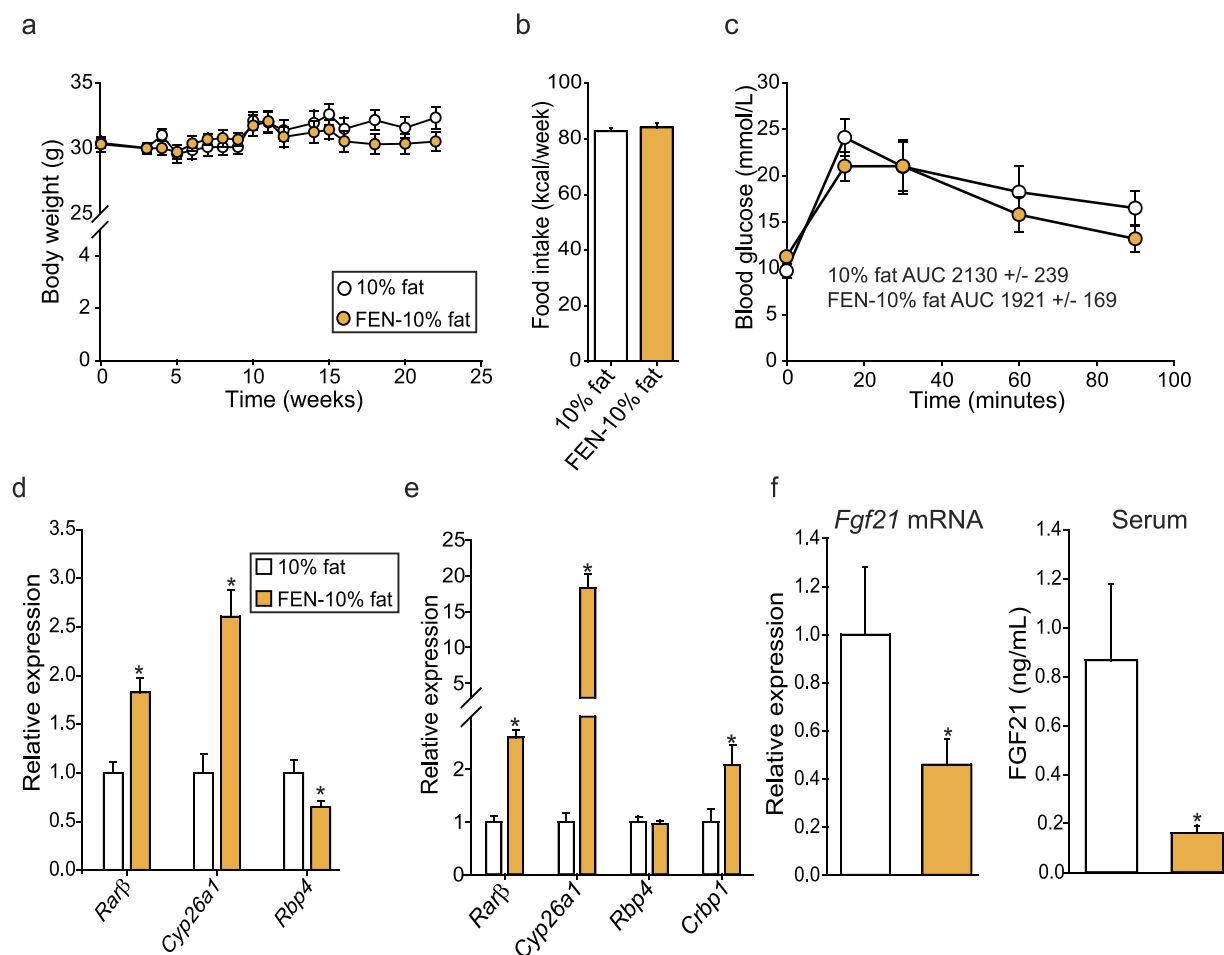 a
35
30
25
4
2
0
Body weight (g)
0 5 10 15 20 25
Time (weeks)
10% fat
FEN-10% fat
b
100
80
60
40
20
0
Food intake (kcal/week)
10% fat
FEN-10% fat
c
30
25
20
15
10
5
0
Blood glucose (mmol/L)
10% fat AUC 2130 +/- 239
FEN-10% fat AUC 1921 +/- 169
0 20 40 60 80 100
Time (minutes)
d
3.5
3.0
2.5
2.0
1.5
1.0
0.5
0.0
Relative expression
10% fat
FEN-10% fat
* * *
Rarβ
Cyp26a1
Rbp4
e
25
20
15
10
5
2
1
0
Relative expression
* * *
Rarβ
Cyp26a1
Rbp4
Crbp1
f
Fgf21 mRNA
1.4
1.2
1.0
0.8
0.6
0.4
0.2
0.0
Relative expression
*
Serum
1.4
1.2
1.0
0.8
0.6
0.4
0.2
0.0
FGF21 (ng/mL)
*